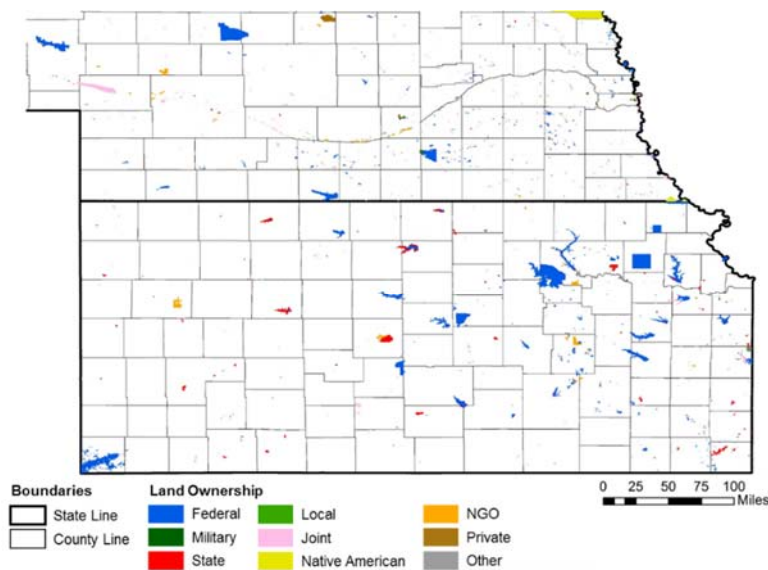 0 25 50 75 100
Miles
Boundaries
State Line
County Line
Land Ownership
Federal
Military
State
Local
Joint
Native American
NGO
Private
Other